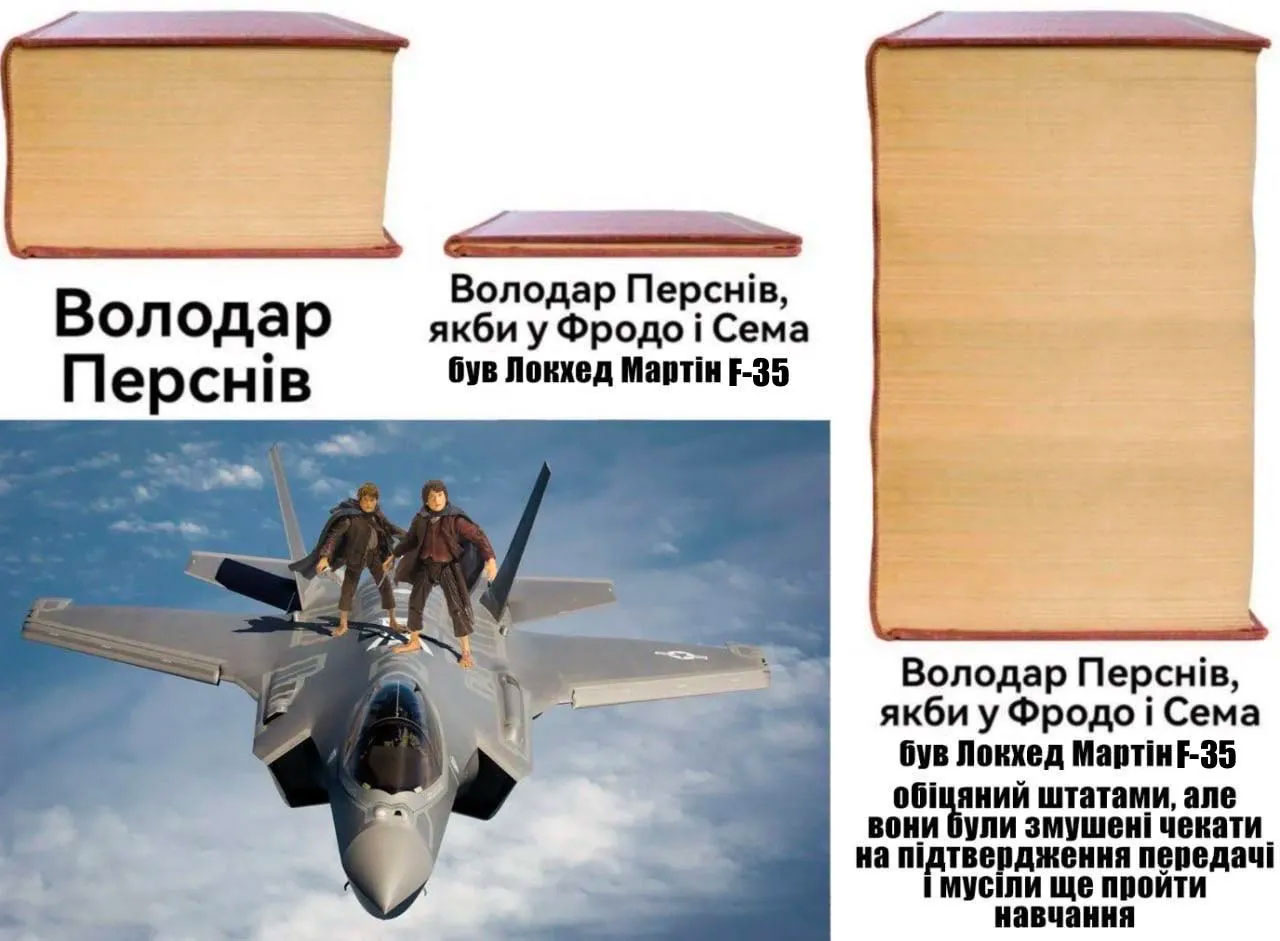 Володар
Перснів
Володар Перснів,
якби у Фродо і Сема
був Локхед Мартін F-35
Володар Перснів,
якби у Фродо і Сема
був Локхед Мартін F-35
обіцяний штатами, але
вони були змушені чекати
на підтвердження передачі
і мусіли ще пройти
навчання